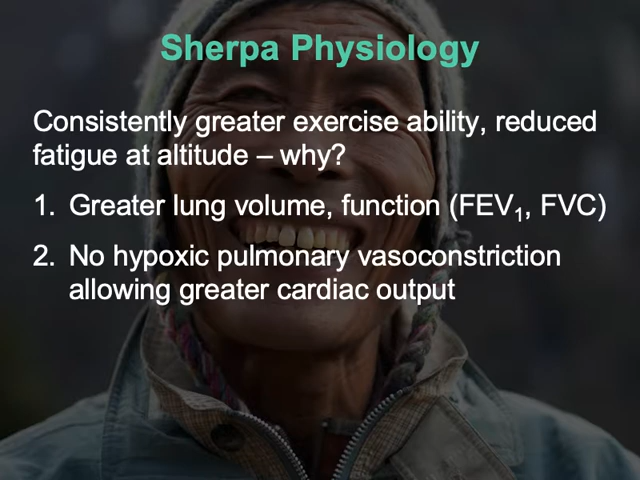 Sherpa Physiology
Consistently greater exercise ability, reduced
fatigue at altitude – why?
1. Greater lung volume, function (FEV₁, FVC)
2. No hypoxic pulmonary vasoconstriction
allowing greater cardiac output